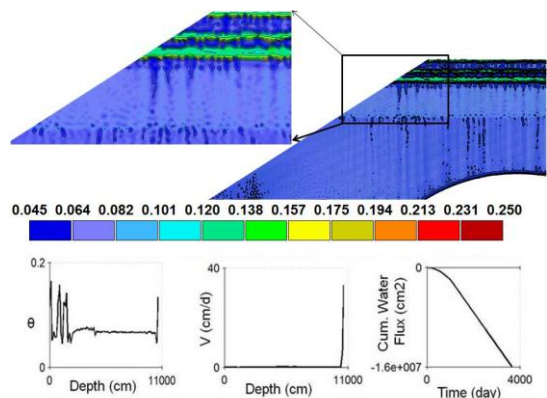 0.045 0.064 0.082 0.101 0.120 0.138 0.157 0.175 0.194 0.213 0.231 0.250
0.2
θ
0
0
11000
Depth (cm)
40
V (cm/d)
0
0
11000
Depth (cm)
0
Cum. Water
Flux (cm2)
-1.6e+007
0
4000
Time (day)